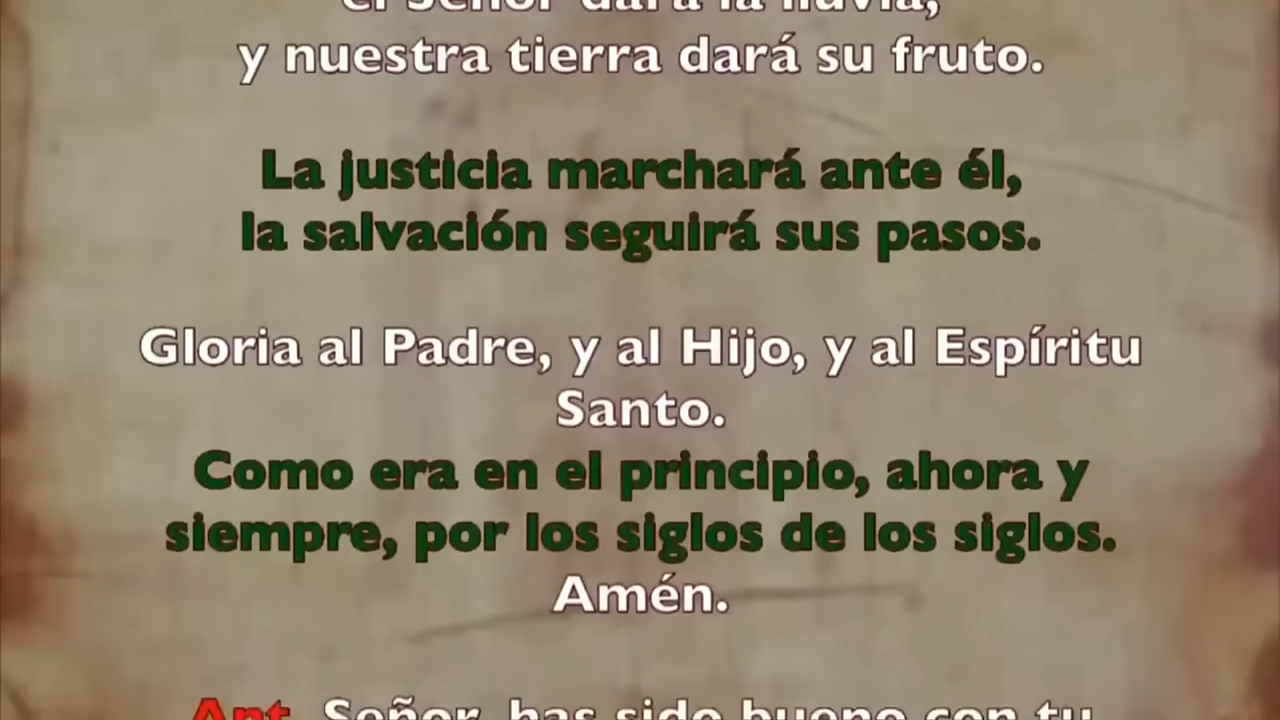 el Señor dará la lluvia,
y nuestra tierra dará su fruto.
La justicia marchará ante él,
la salvación seguirá sus pasos.
Gloria al Padre, y al Hijo, y al Espíritu
Santo.
Como era en el principio, ahora y
siempre, por los siglos de los siglos.
Amén.
Ant. Señor, has sido bueno con tu